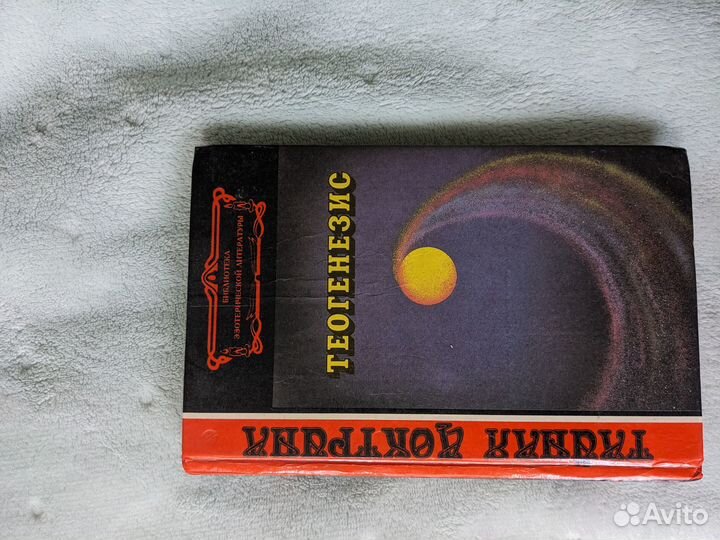 БИБЛИОТЕКА
ЭЗОТЕРИЧЕСКОЙ ЛИТЕРАТУРЫ
ТЕОГЕНЕЗИС
ТАЙНАЯ ДОКТРИНА
Avito